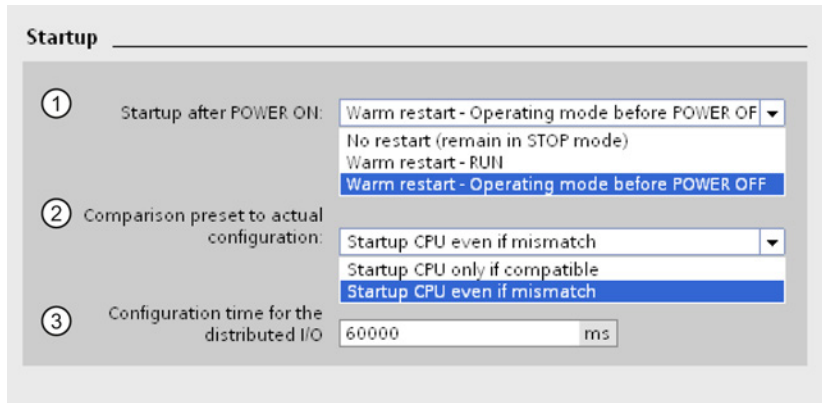 Startup
① Startup after POWER ON: Warm restart - Operating mode before POWER OF
No restart (remain in STOP mode)
Warm restart - RUN
Warm restart - Operating mode before POWER OFF
② Comparison preset to actual
configuration: Startup CPU even if mismatch
Startup CPU only if compatible
Startup CPU even if mismatch
③ Configuration time for the
distributed I/O 60000 ms